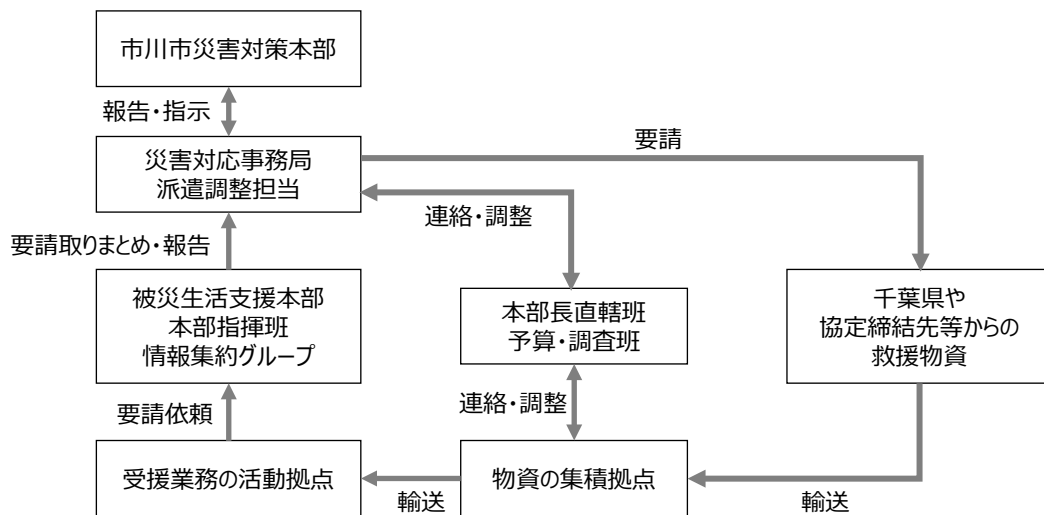 市川市災害対策本部
報告・指示
災害対応事務局
派遣調整担当
要請
連絡・調整
要請取りまとめ・報告
被災生活支援本部
本部指揮班
情報集約グループ
本部長直轄班
予算・調査班
千葉県や
協定締結先等からの
救援物資
要請依頼
連絡・調整
受援業務の活動拠点
輸送
物資の集積拠点
輸送